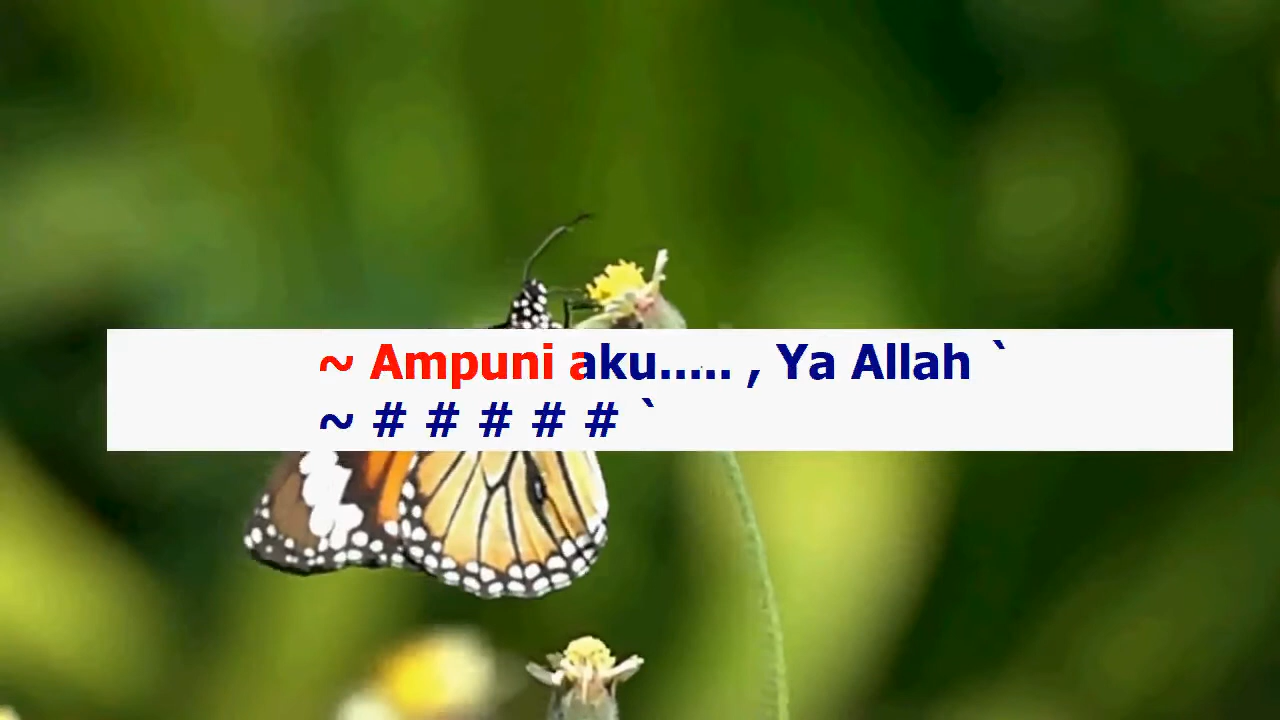 ~ Ampuni aku..... , Ya Allah `
~ # # # # # `